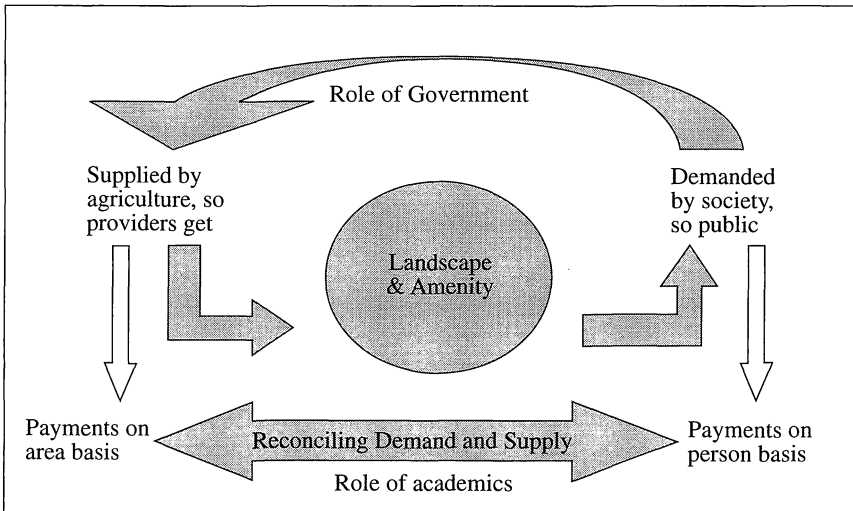 Role of Government
Supplied by
agriculture, so
providers get
Demanded
by society,
so public
Landscape
& Amenity
Payments on
area basis
Reconciling Demand and Supply
Payments on
person basis
Role of academics